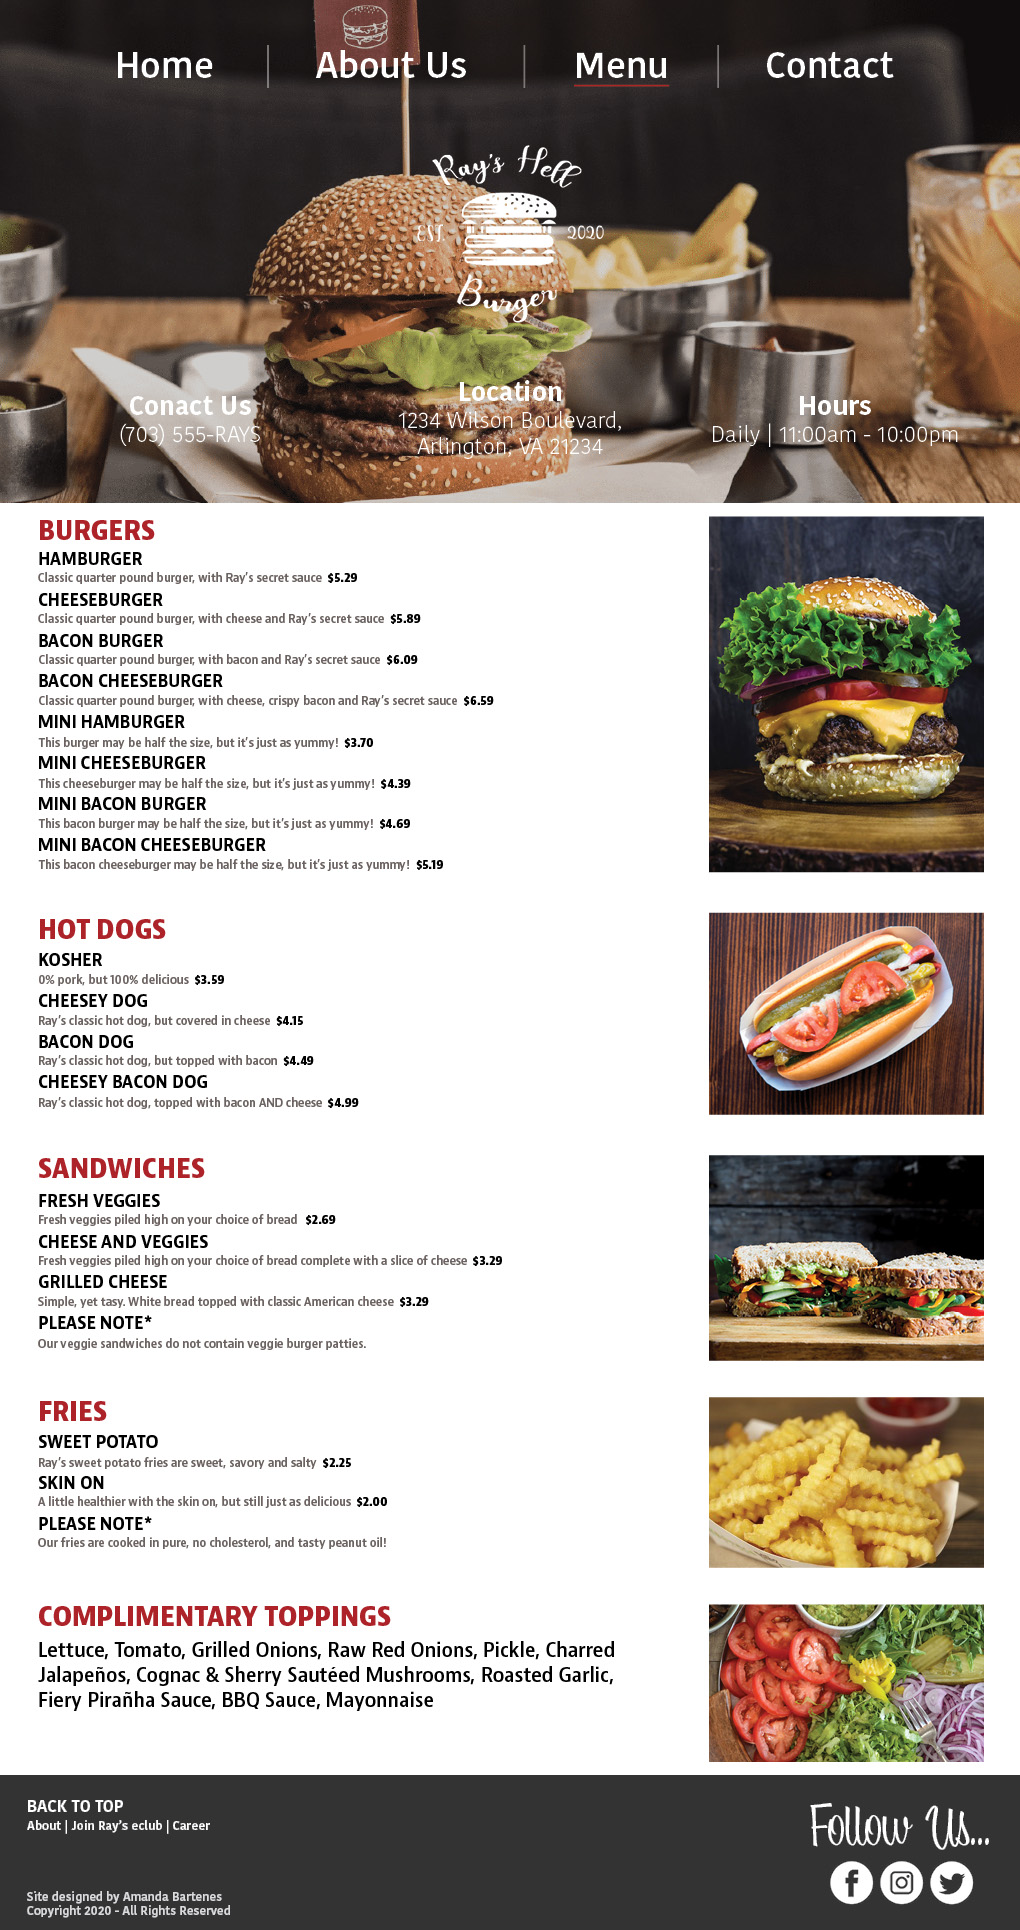 Home | About Us | Menu | Contact
Ray's Hell
EST. 2020
Burger
Conact Us
(703) 555-RAYS
Location
1234 Wilson Boulevard,
Arlington, VA 21234
Hours
Daily | 11:00am - 10:00pm
BURGERS
HAMBURGER
Classic quarter pound burger, with Ray's secret sauce $5.29
CHEESEBURGER
Classic quarter pound burger, with cheese and Ray's secret sauce $5.89
BACON BURGER
Classic quarter pound burger, with bacon and Ray's secret sauce $6.09
BACON CHEESEBURGER
Classic quarter pound burger, with cheese, crispy bacon and Ray's secret sauce $6.59
MINI HAMBURGER
This burger may be half the size, but it's just as yummy! $3.70
MINI CHEESEBURGER
This cheeseburger may be half the size, but it's just as yummy! $4.39
MINI BACON BURGER
This bacon burger may be half the size, but it's just as yummy! $4.69
MINI BACON CHEESEBURGER
This bacon cheeseburger may be half the size, but it's just as yummy! $5.19
HOT DOGS
KOSHER
0% pork, but 100% delicious $3.59
CHEESEY DOG
Ray's classic hot dog, but covered in cheese $4.15
BACON DOG
Ray's classic hot dog, but topped with bacon $4.49
CHEESEY BACON DOG
Ray's classic hot dog, topped with bacon AND cheese $4.99
SANDWICHES
FRESH VEGGIES
Fresh veggies piled high on your choice of bread $2.69
CHEESE AND VEGGIES
Fresh veggies piled high on your choice of bread complete with a slice of cheese $3.29
GRILLED CHEESE
Simple, yet tasy. White bread topped with classic American cheese $3.29
PLEASE NOTE*
Our veggie sandwiches do not contain veggie burger patties.
FRIES
SWEET POTATO
Ray's sweet potato fries are sweet, savory and salty $2.25
SKIN ON
A little healthier with the skin on, but still just as delicious $2.00
PLEASE NOTE*
Our fries are cooked in pure, no cholesterol, and tasty peanut oil!
COMPLIMENTARY TOPPINGS
Lettuce, Tomato, Grilled Onions, Raw Red Onions, Pickle, Charred
Jalapeños, Cognac & Sherry Sautéed Mushrooms, Roasted Garlic,
Fiery Pirañha Sauce, BBQ Sauce, Mayonnaise
BACK TO TOP
About | Join Ray's eclub | Career
Follow Us...
Site designed by Amanda Bartenes
Copyright 2020 - All Rights Reserved